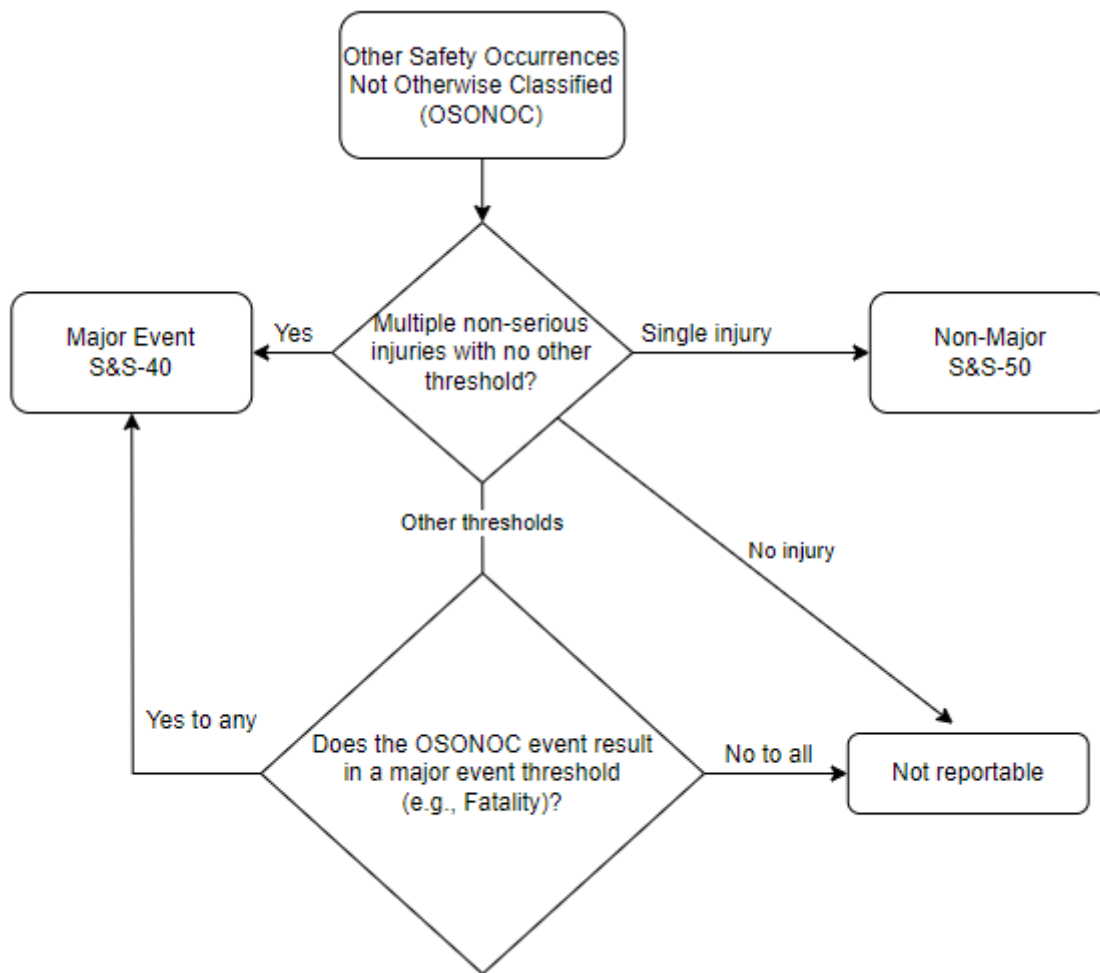 Other Safety Occurrences
Not Otherwise Classified
(OSONOC)
Major Event
S&S-40
Yes
Multiple non-serious
injuries with no other
threshold?
Single injury
Non-Major
S&S-50
Other thresholds
No injury
Yes to any
Does the OSONOC event result
in a major event threshold
(e.g., Fatality)?
No to all
Not reportable